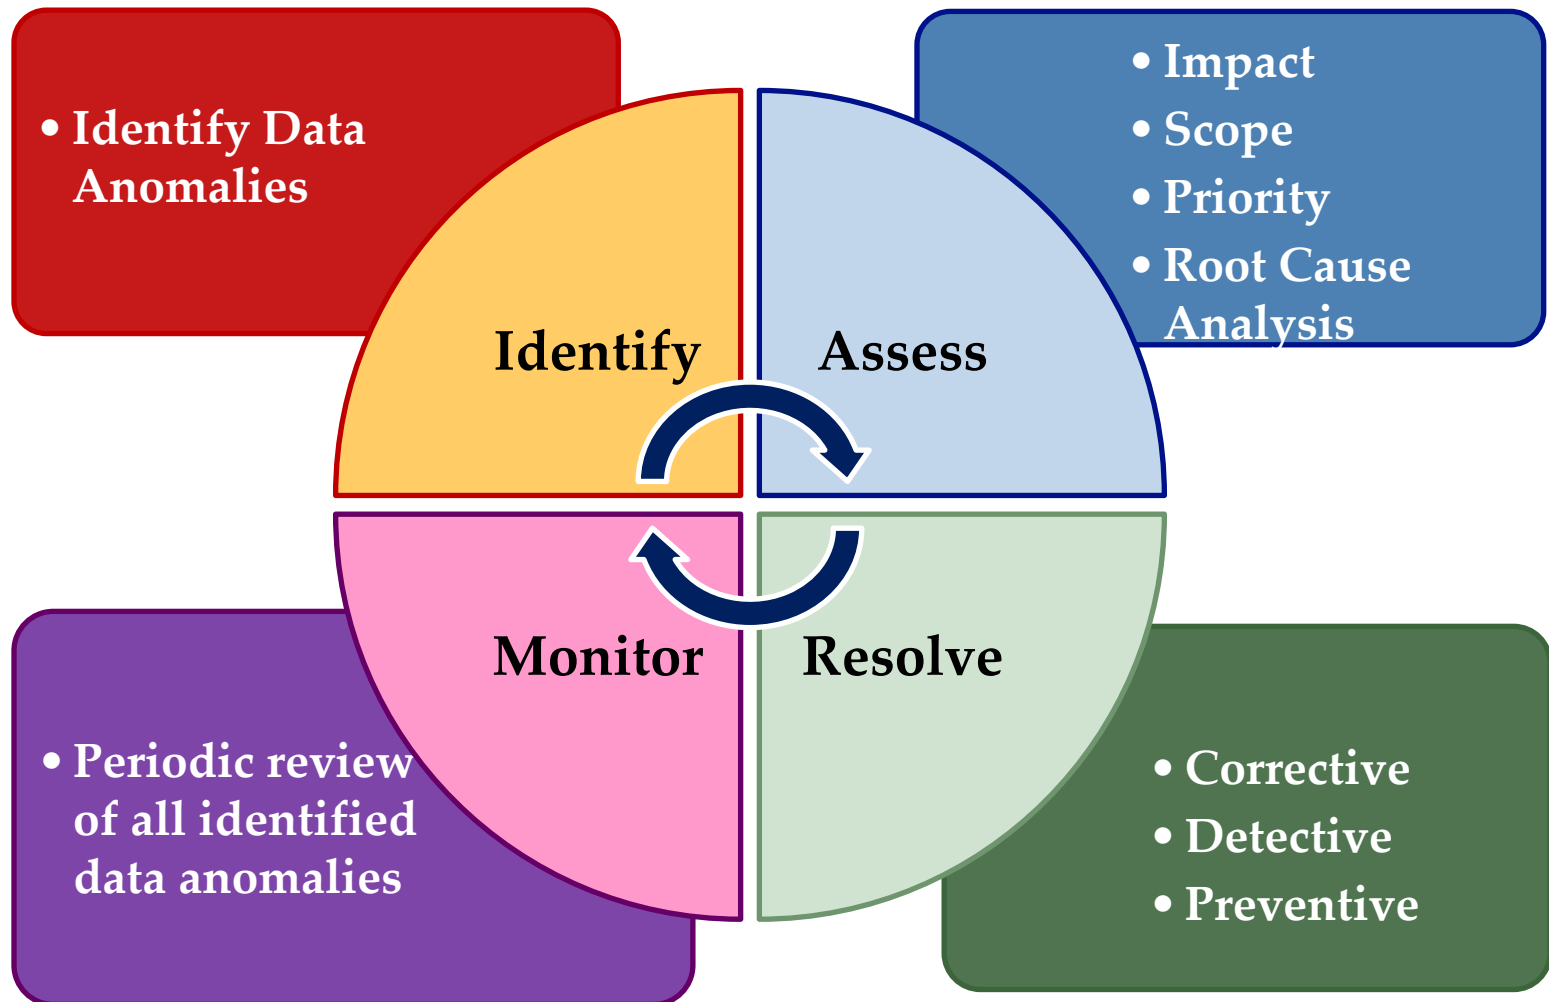 • Identify Data
Anomalies
• Impact
• Scope
• Priority
• Root Cause
Analysis
Identify
Assess
Monitor
Resolve
• Periodic review
of all identified
data anomalies
• Corrective
• Detective
• Preventive